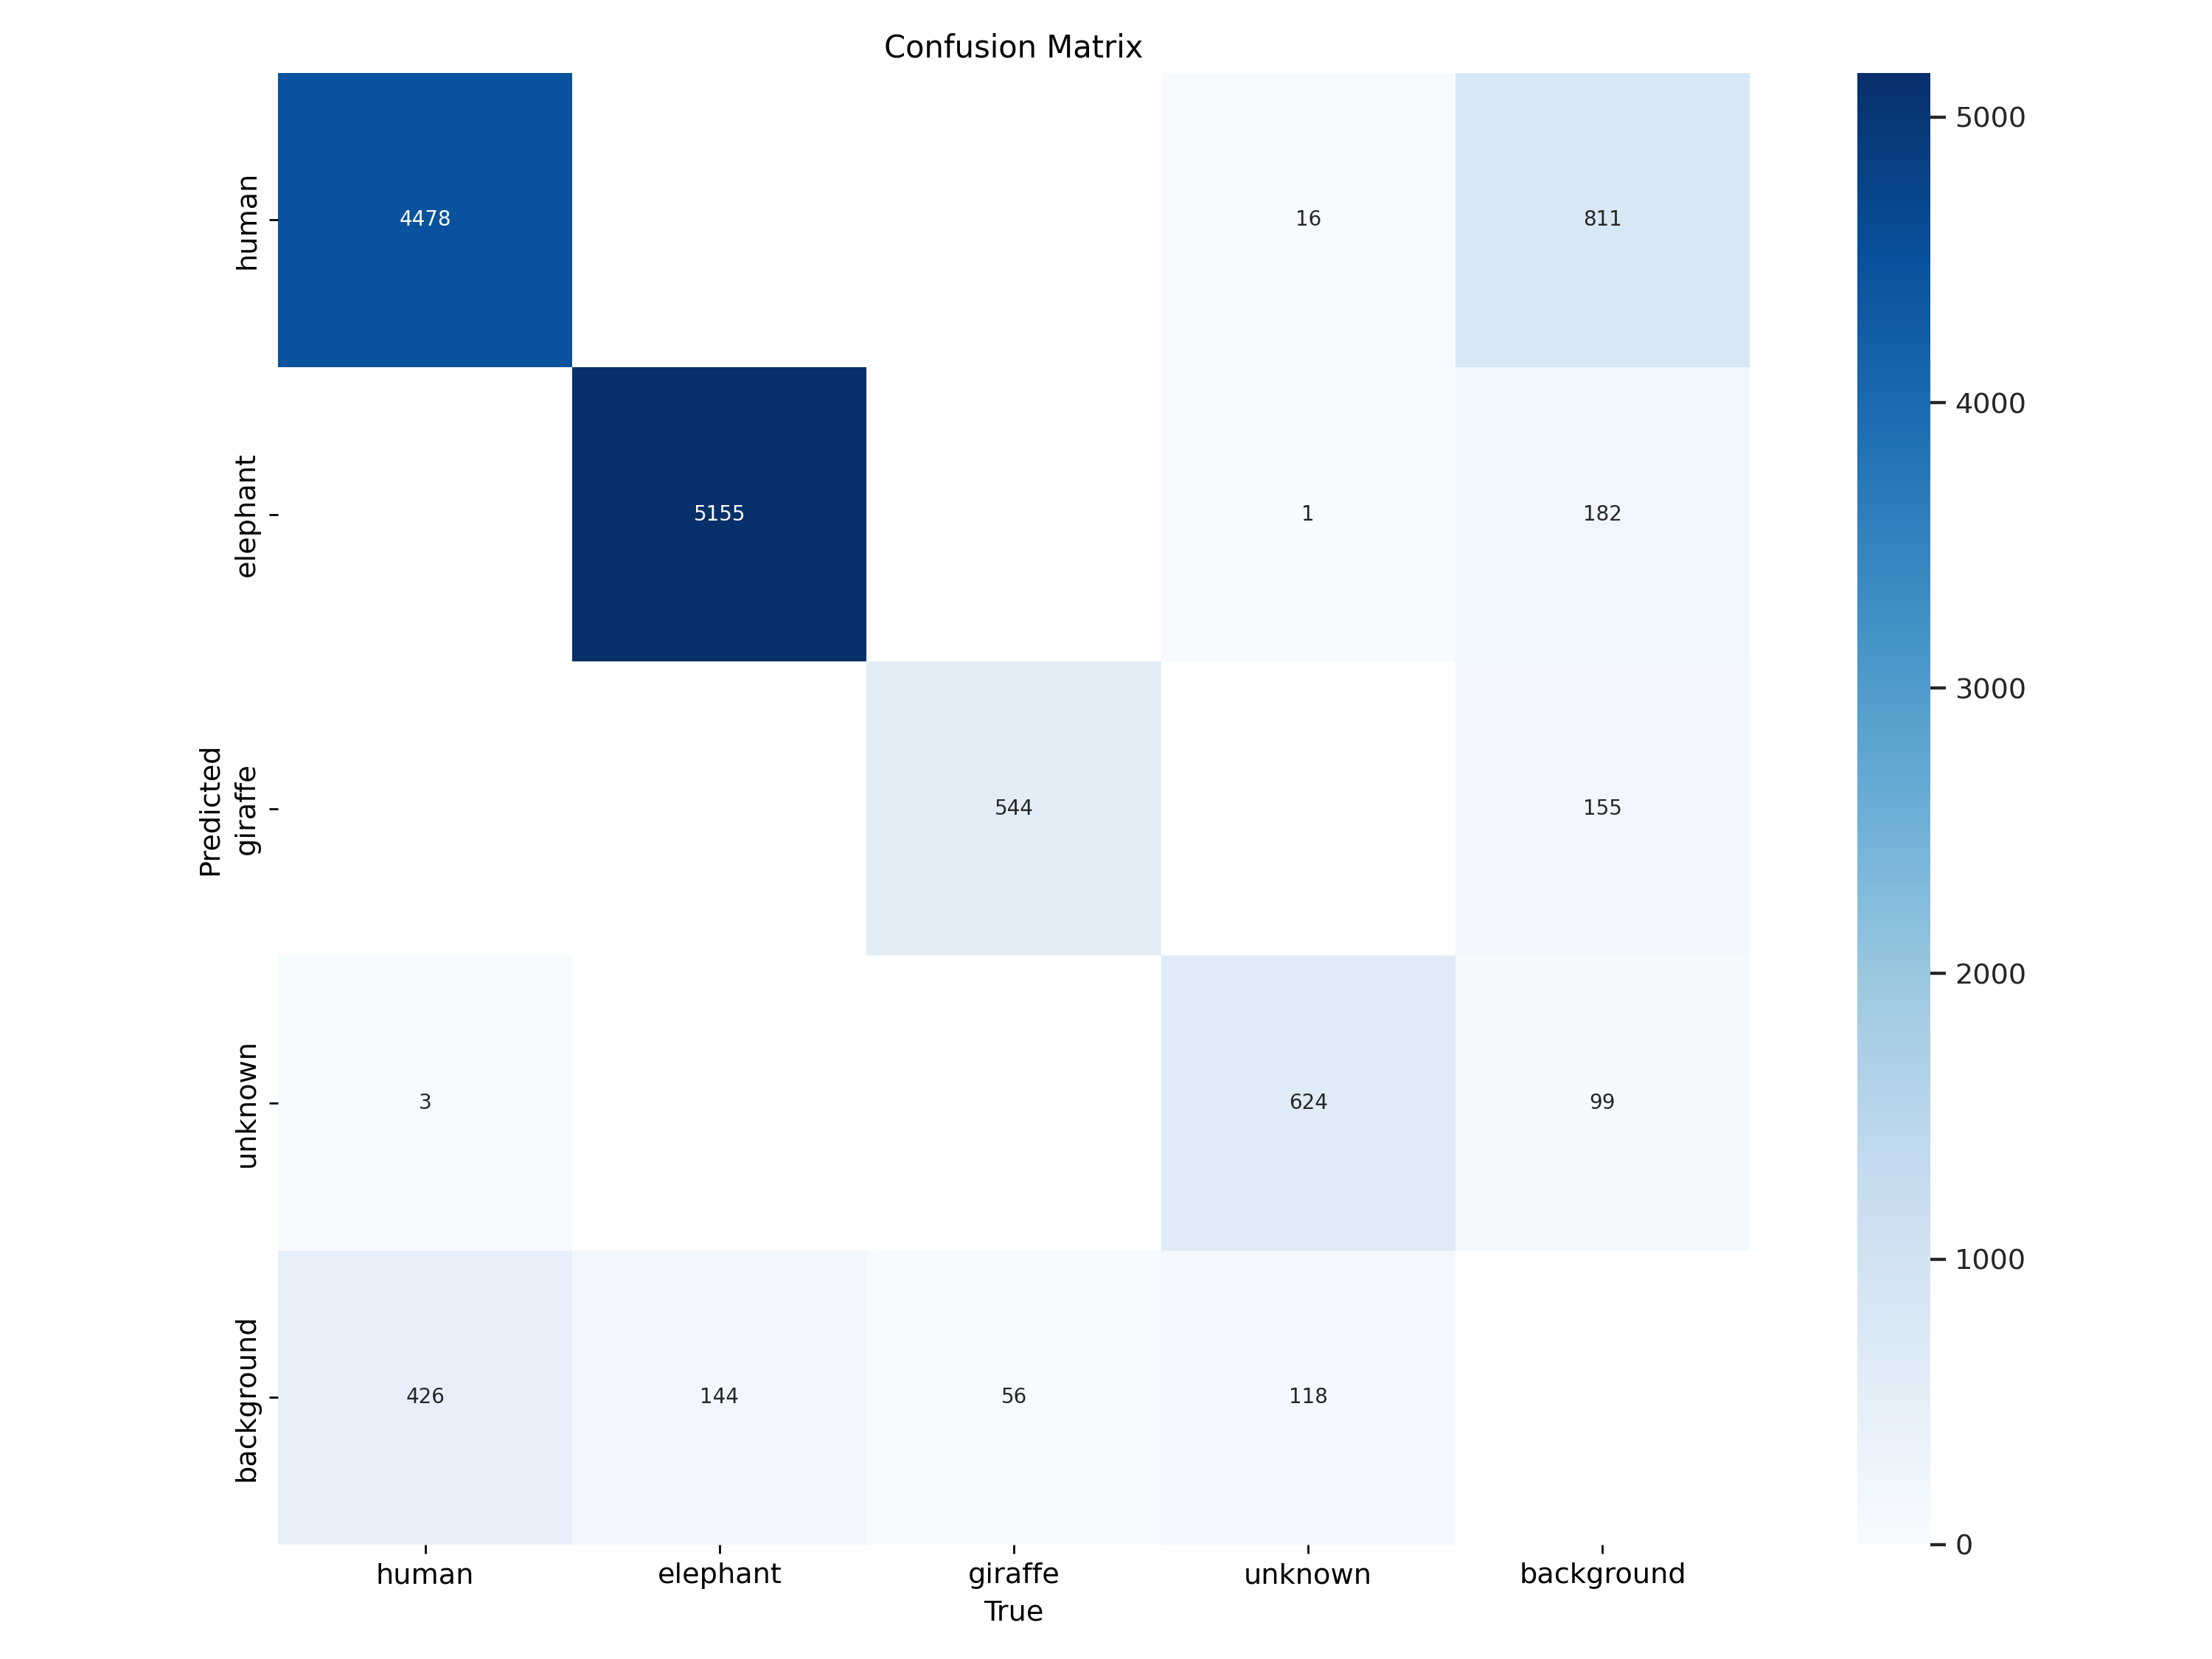 Confusion Matrix
human
4478
16
811
5000
4000
elephant
5155
1
182
3000
Predicted
giraffe
544
155
2000
unknown
3
624
99
1000
background
426
144
56
118
0
human
elephant
giraffe
unknown
background
True